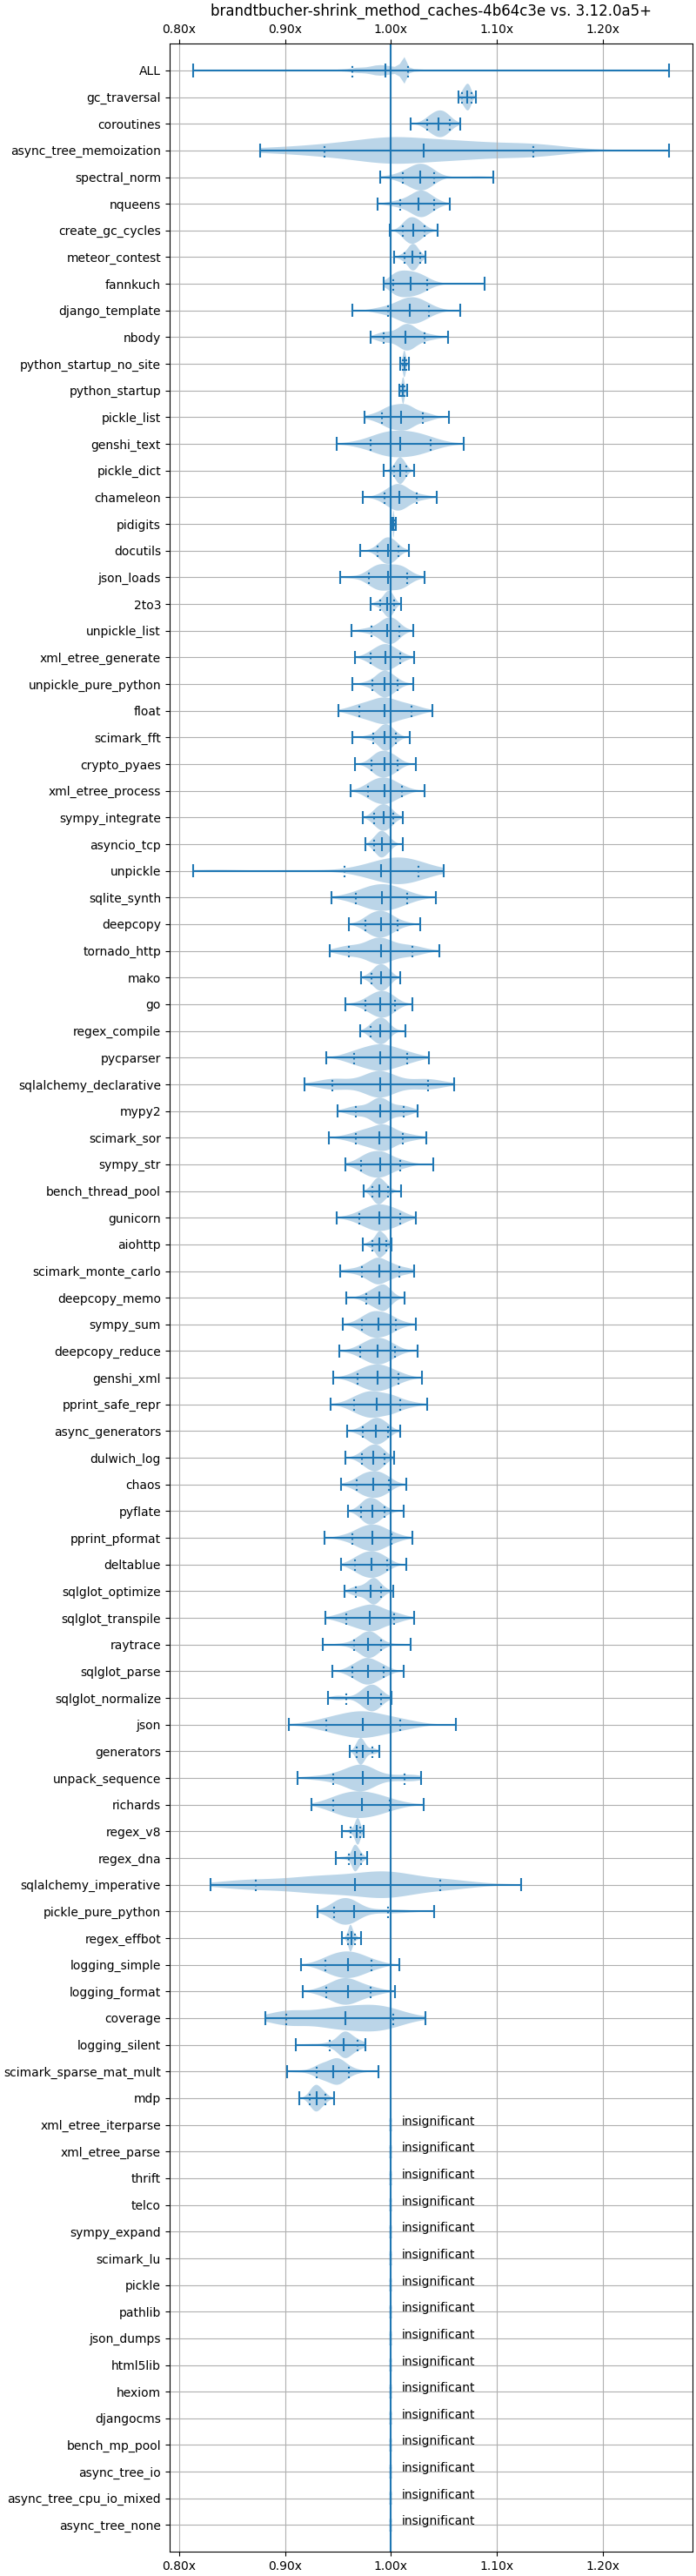 brandtbucher-shrink_method_caches-4b64c3e vs. 3.12.0a5+
0.80x 0.90x 1.00x 1.10x 1.20x
ALL
gc_traversal
coroutines
async_tree_memoization
spectral_norm
nqueens
create_gc_cycles
meteor_contest
fannkuch
django_template
nbody
python_startup_no_site
python_startup
pickle_list
genshi_text
pickle_dict
chameleon
pidigits
docutils
json_loads
2to3
unpickle_list
xml_etree_generate
unpickle_pure_python
float
scimark_fft
crypto_pyaes
xml_etree_process
sympy_integrate
asyncio_tcp
unpickle
sqlite_synth
deepcopy
tornado_http
mako
go
regex_compile
pycparser
sqlalchemy_declarative
mypy2
scimark_sor
sympy_str
bench_thread_pool
gunicorn
aiohttp
scimark_monte_carlo
deepcopy_memo
sympy_sum
deepcopy_reduce
genshi_xml
pprint_safe_repr
async_generators
dulwich_log
chaos
pyflate
pprint_pformat
deltablue
sqlglot_optimize
sqlglot_transpile
raytrace
sqlglot_parse
sqlglot_normalize
json
generators
unpack_sequence
richards
regex_v8
regex_dna
sqlalchemy_imperative
pickle_pure_python
regex_effbot
logging_simple
logging_format
coverage
logging_silent
scimark_sparse_mat_mult
mdp
xml_etree_iterparse insignificant
xml_etree_parse insignificant
thrift insignificant
telco insignificant
sympy_expand insignificant
scimark_lu insignificant
pickle insignificant
pathlib insignificant
json_dumps insignificant
html5lib insignificant
hexiom insignificant
djangocms insignificant
bench_mp_pool insignificant
async_tree_io insignificant
async_tree_cpu_io_mixed insignificant
async_tree_none insignificant
0.80x 0.90x 1.00x 1.10x 1.20x